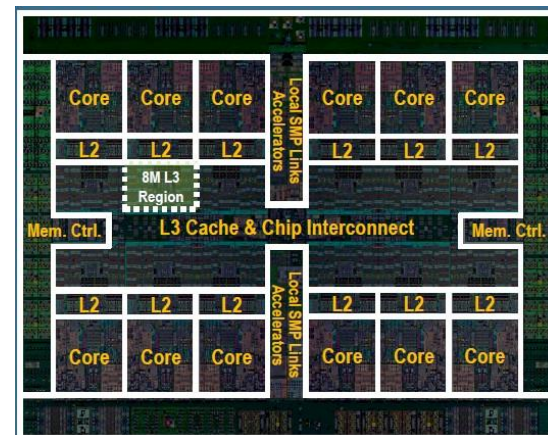 Core Core Core Core Core Core
Local SMP Links
Accelerators
L2 L2 L2 L2 L2 L2
8M L3
Region
Mem. Ctrl. L3 Cache & Chip Interconnect Mem. Ctrl.
L2 L2 L2 L2 L2 L2
Local SMP Links
Accelerators
Core Core Core Core Core Core